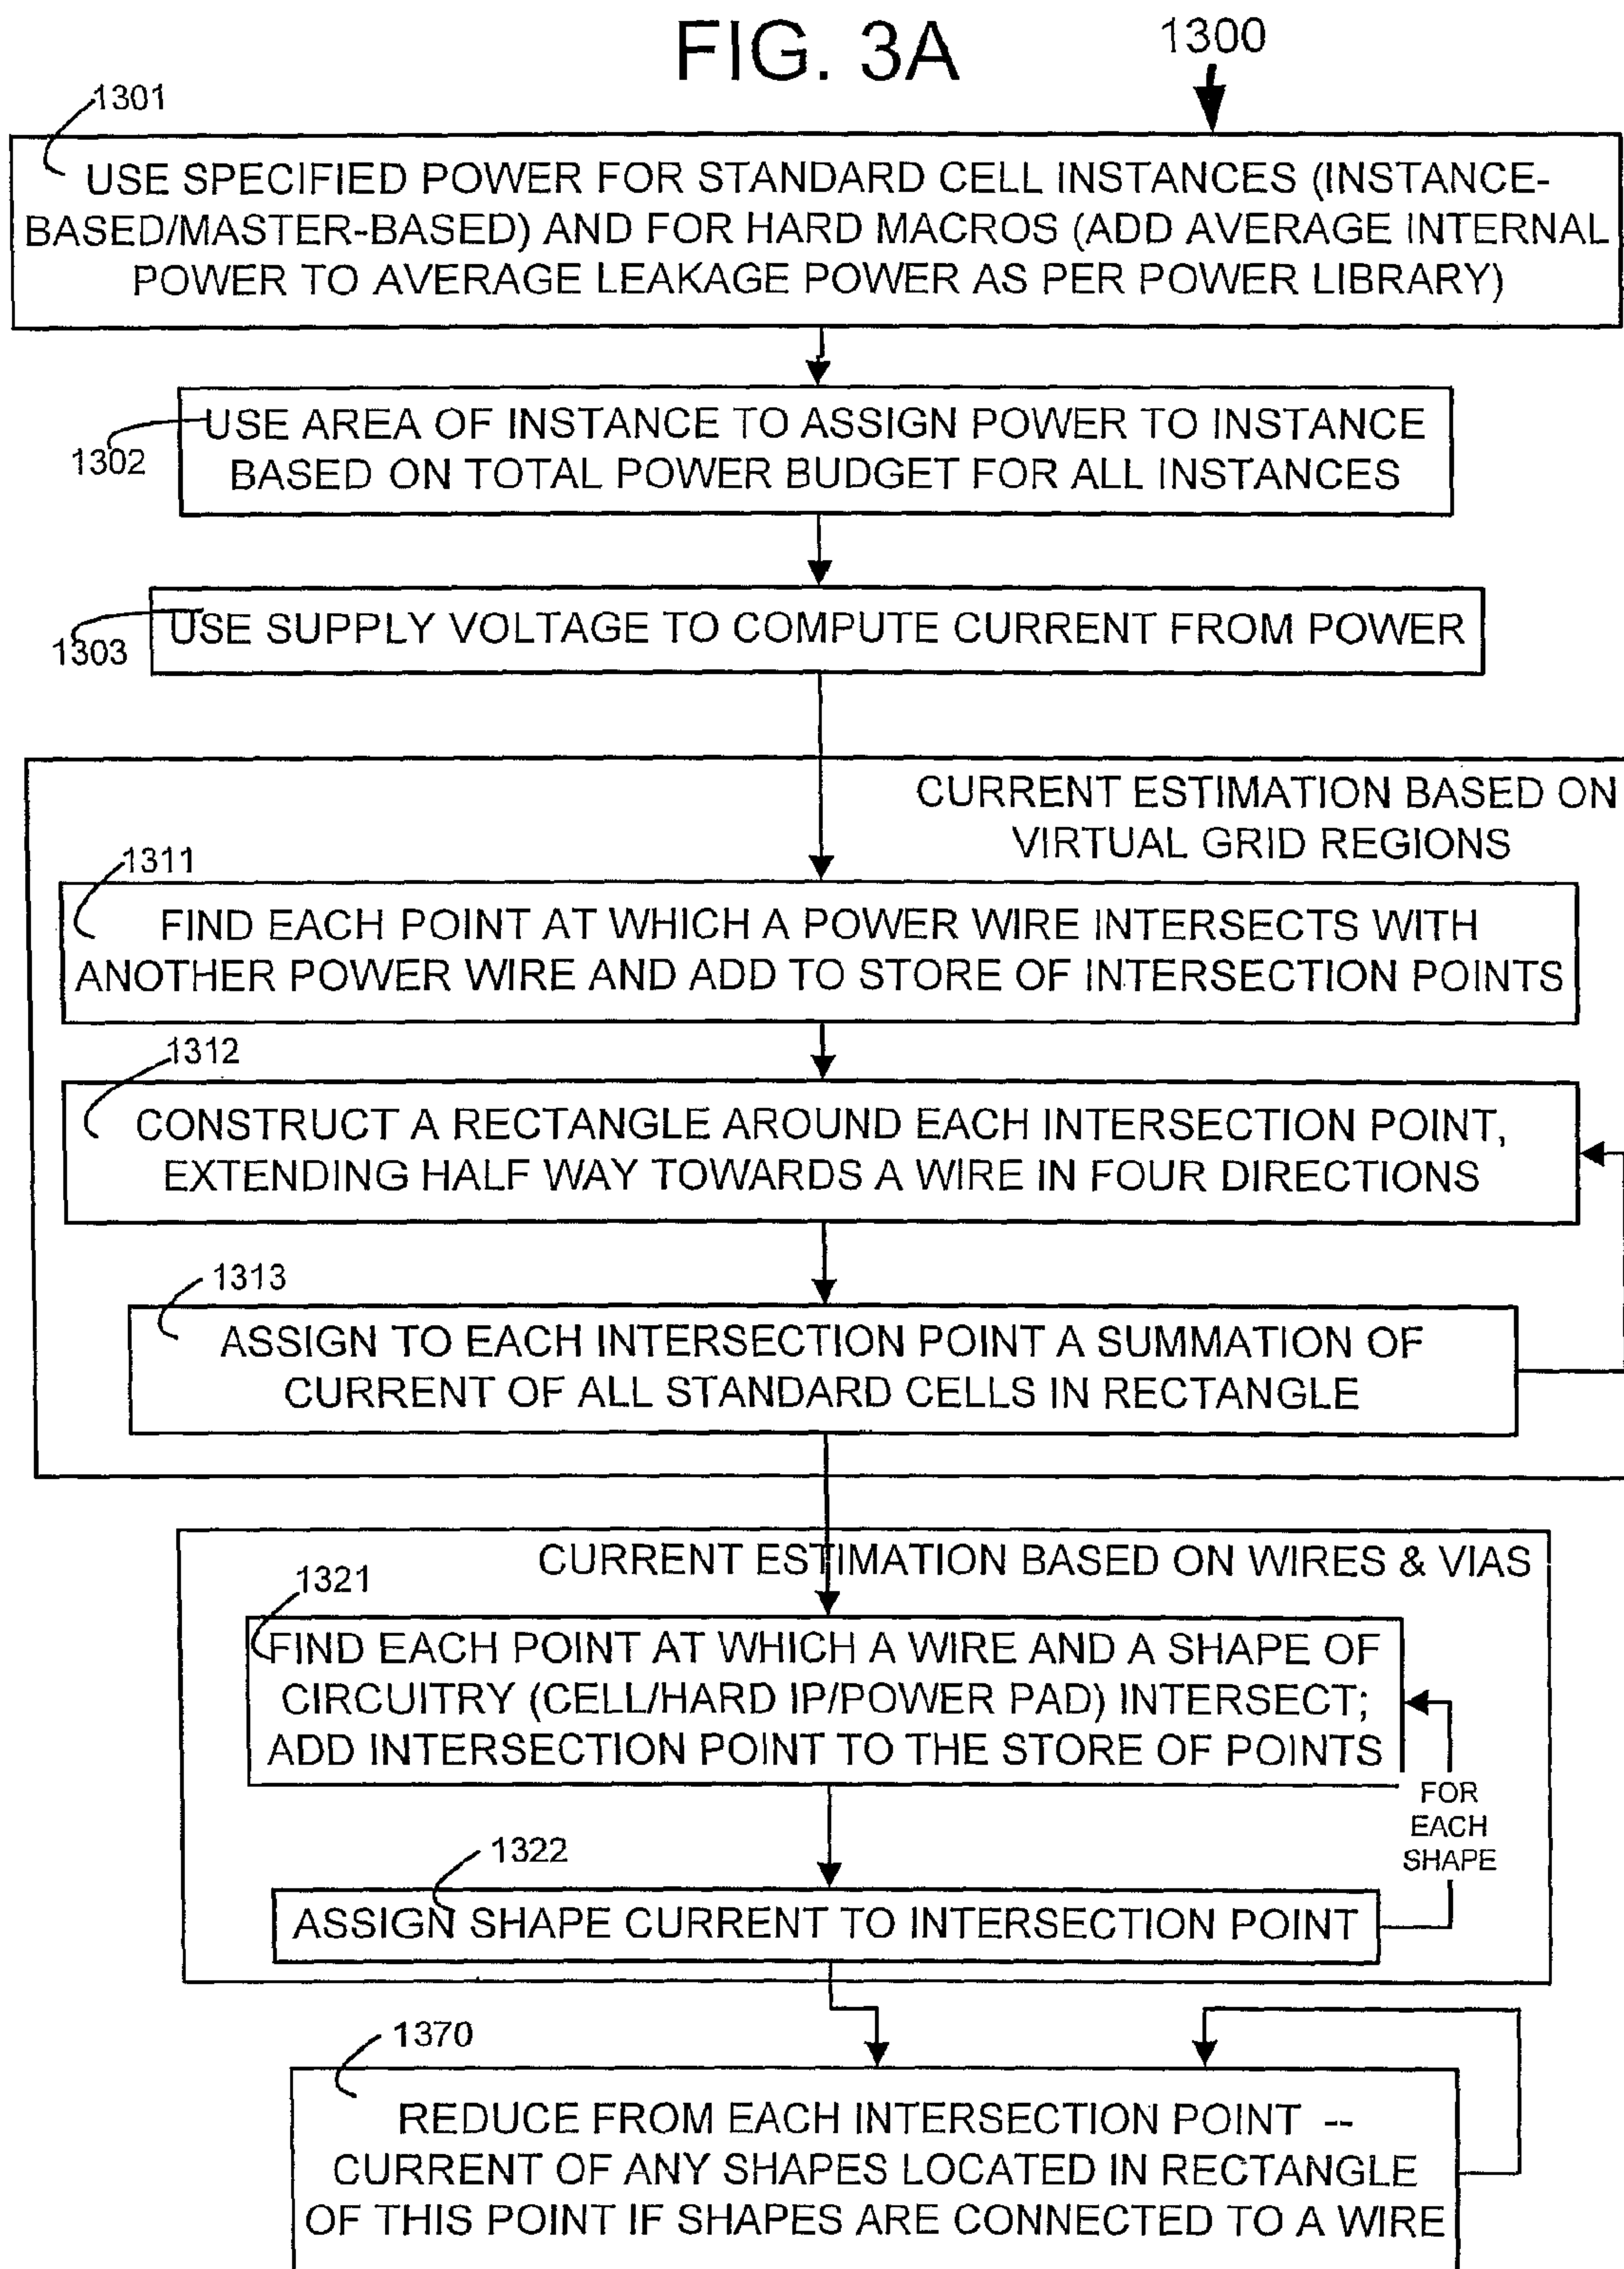 FIG. 3A
1300
1301
USE SPECIFIED POWER FOR STANDARD CELL INSTANCES (INSTANCE-
BASED/MASTER-BASED) AND FOR HARD MACROS (ADD AVERAGE INTERNAL
POWER TO AVERAGE LEAKAGE POWER AS PER POWER LIBRARY)
1302
USE AREA OF INSTANCE TO ASSIGN POWER TO INSTANCE
BASED ON TOTAL POWER BUDGET FOR ALL INSTANCES
1303
USE SUPPLY VOLTAGE TO COMPUTE CURRENT FROM POWER
CURRENT ESTIMATION BASED ON
VIRTUAL GRID REGIONS
1311
FIND EACH POINT AT WHICH A POWER WIRE INTERSECTS WITH
ANOTHER POWER WIRE AND ADD TO STORE OF INTERSECTION POINTS
1312
CONSTRUCT A RECTANGLE AROUND EACH INTERSECTION POINT,
EXTENDING HALF WAY TOWARDS A WIRE IN FOUR DIRECTIONS
1313
ASSIGN TO EACH INTERSECTION POINT A SUMMATION OF
CURRENT OF ALL STANDARD CELLS IN RECTANGLE
CURRENT ESTIMATION BASED ON WIRES & VIAS
1321
FIND EACH POINT AT WHICH A WIRE AND A SHAPE OF
CIRCUITRY (CELL/HARD IP/POWER PAD) INTERSECT;
ADD INTERSECTION POINT TO THE STORE OF POINTS
FOR
EACH
SHAPE
1322
ASSIGN SHAPE CURRENT TO INTERSECTION POINT
1370
REDUCE FROM EACH INTERSECTION POINT --
CURRENT OF ANY SHAPES LOCATED IN RECTANGLE
OF THIS POINT IF SHAPES ARE CONNECTED TO A WIRE